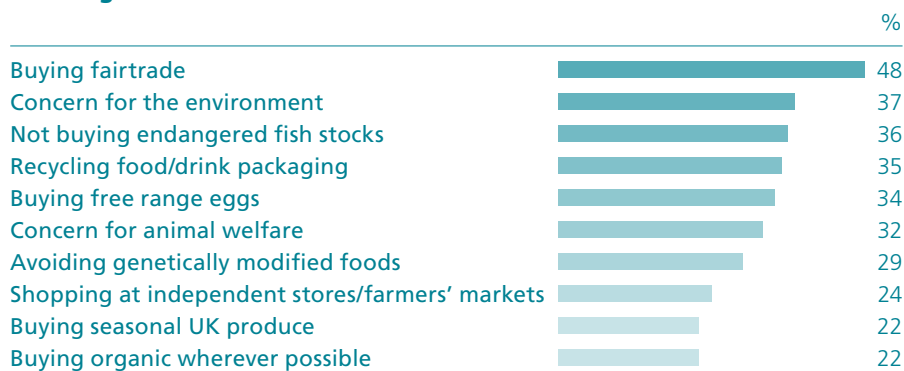 %
Buying fairtrade 48
Concern for the environment 37
Not buying endangered fish stocks 36
Recycling food/drink packaging 35
Buying free range eggs 34
Concern for animal welfare 32
Avoiding genetically modified foods 29
Shopping at independent stores/farmers’ markets 24
Buying seasonal UK produce 22
Buying organic wherever possible 22